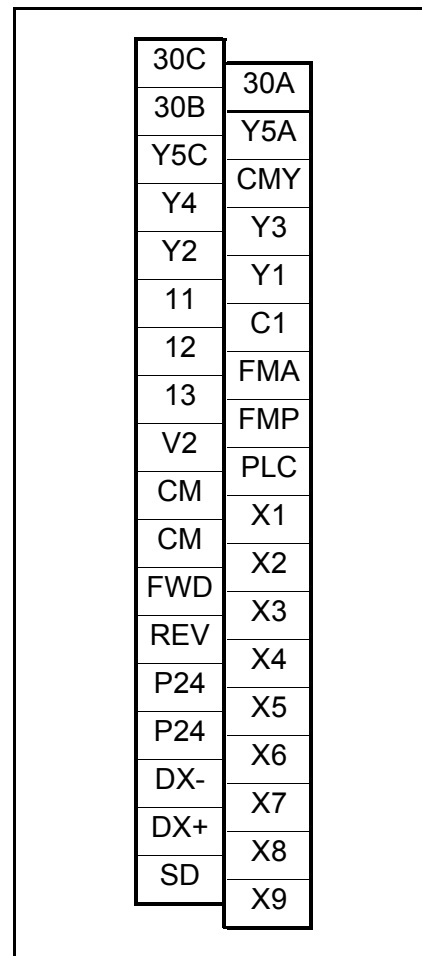 30C
30A
30B
Y5A
Y5C
CMY
Y4
Y3
Y2
Y1
11
C1
12
FMA
13
FMP
V2
PLC
CM
X1
CM
X2
FWD
X3
REV
X4
P24
X5
P24
X6
DX-
X7
DX+
X8
SD
X9